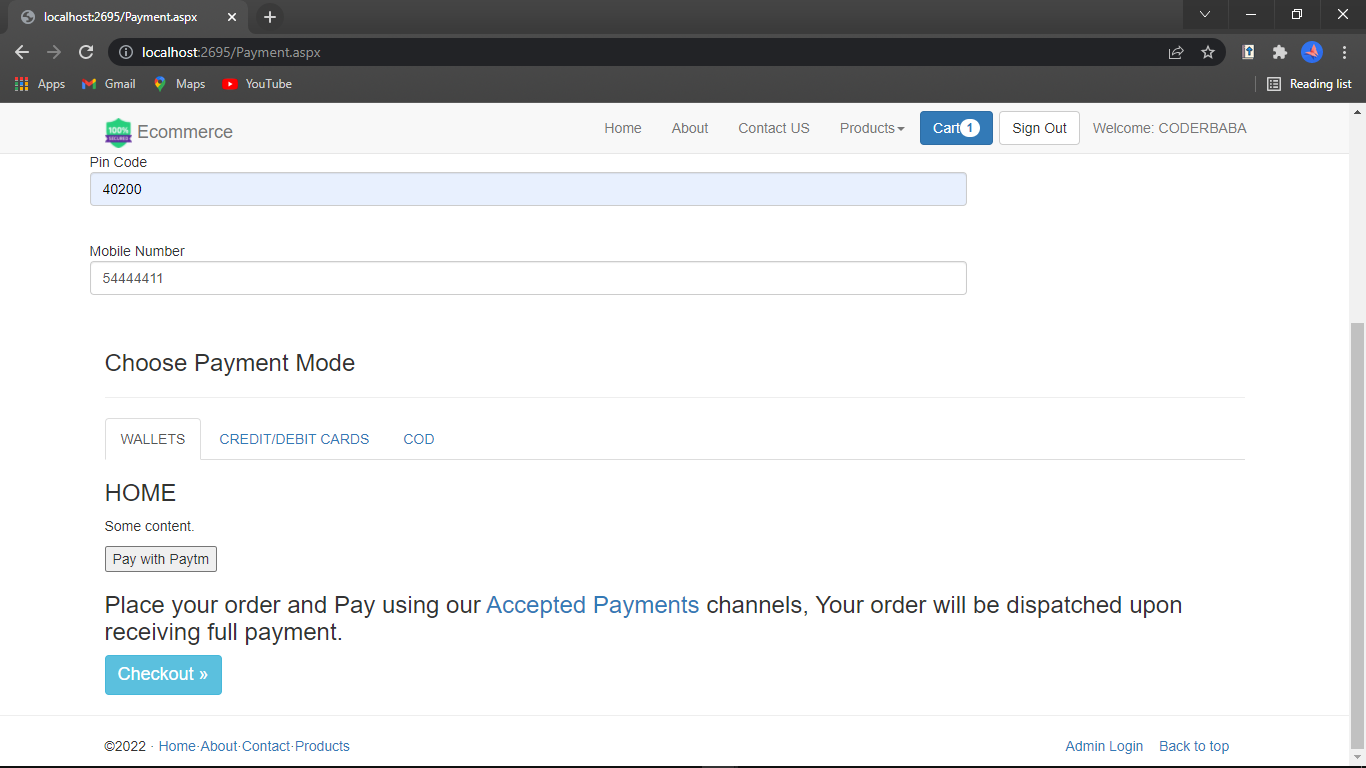 localhost:2695/Payment.aspx
localhost:2695/Payment.aspx
Apps Gmail Maps YouTube Reading list
100% SECURED Ecommerce Home About Contact US Products Cart 1 Sign Out Welcome: CODERBABA
Pin Code
40200
Mobile Number
54444411
Choose Payment Mode
WALLETS CREDIT/DEBIT CARDS COD
HOME
Some content.
Pay with Paytm
Place your order and Pay using our Accepted Payments channels, Your order will be dispatched upon
receiving full payment.
Checkout »
©2022 · Home·About·Contact·Products Admin Login Back to top